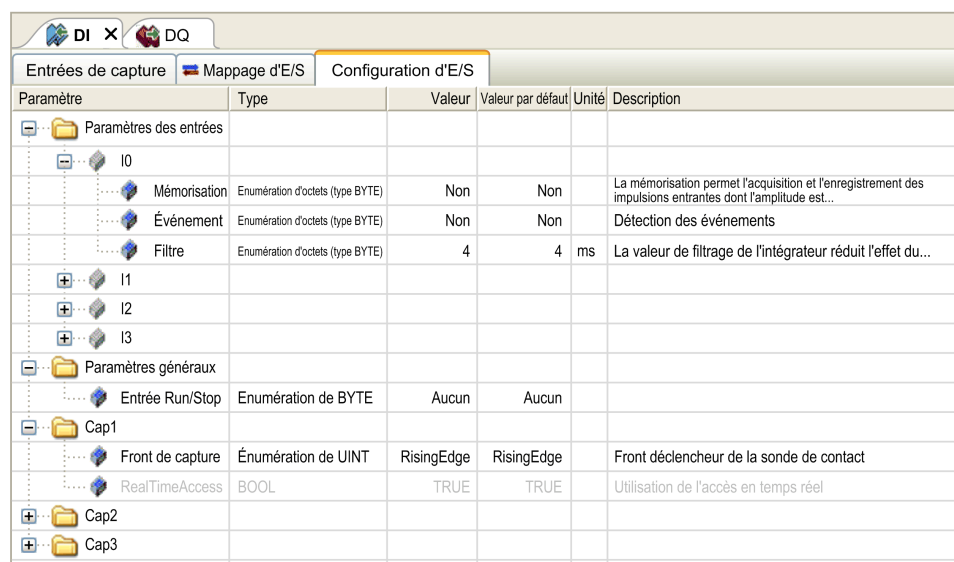 DI DQ
Entrées de capture Mappage d'E/S Configuration d'E/S
Paramètre Type Valeur Valeur par défaut Unité Description
Paramètres des entrées
I0
Mémorisation Enumération d'octets (type BYTE) Non Non La mémorisation permet l'acquisition et l'enregistrement des
impulsions entrantes dont l'amplitude est...
Événement Enumération d'octets (type BYTE) Non Non Détection des événements
Filtre Enumération d'octets (type BYTE) 4 4 ms La valeur de filtrage de l'intégrateur réduit l'effet du...
I1
I2
I3
Paramètres généraux
Entrée Run/Stop Enumération de BYTE Aucun Aucun
Cap1
Front de capture Énumération de UINT RisingEdge RisingEdge Front déclencheur de la sonde de contact
RealTimeAccess BOOL TRUE TRUE Utilisation de l'accès en temps réel
Cap2
Cap3